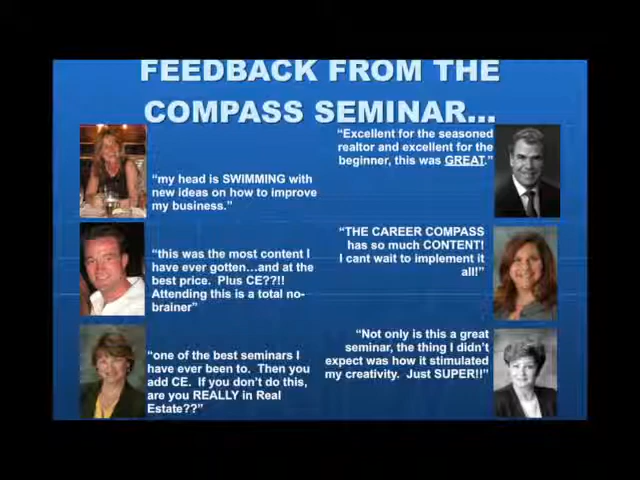 FEEDBACK FROM THE
COMPASS SEMINAR...
"my head is SWIMMING with
new ideas on how to improve
my business."
"this was the most content I
have ever gotten...and at the
best price.  Plus CE??!!
Attending this is a total no-
brainer"
"one of the best seminars I
have ever been to.  Then you
add CE.  If you don't do this,
are you REALLY in Real
Estate??"
"Excellent for the seasoned
realtor and excellent for the
beginner, this was GREAT."
"THE CAREER COMPASS
has so much CONTENT!
I cant wait to implement it
all!"
"Not only is this a great
seminar, the thing I didn't
expect was how it stimulated
my creativity.  Just SUPER!!"